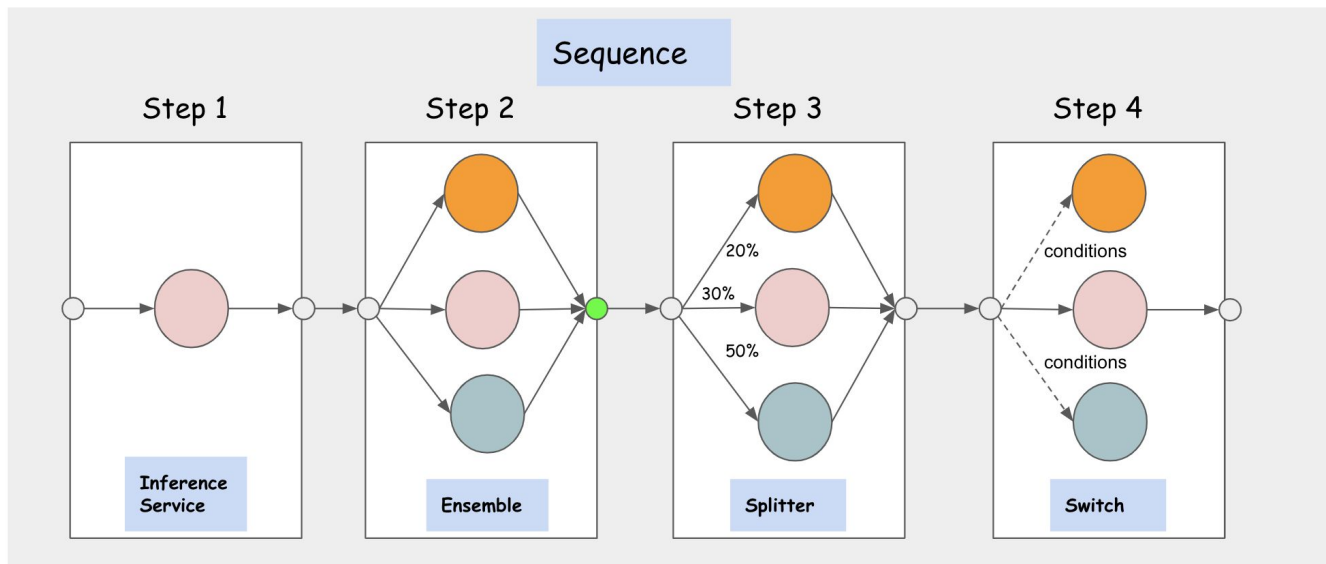 Sequence
Step 1
Step 2
Step 3
Step 4
20%
30%
50%
conditions
conditions
Inference
Service
Ensemble
Splitter
Switch